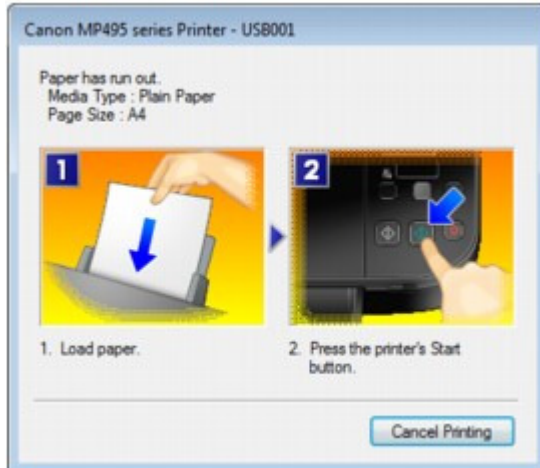 Canon MP495 series Printer - USB001
Paper has run out.
Media Type : Plain Paper
Page Size : A4
1
2
1. Load paper.
2. Press the printer's Start
button.
Cancel Printing